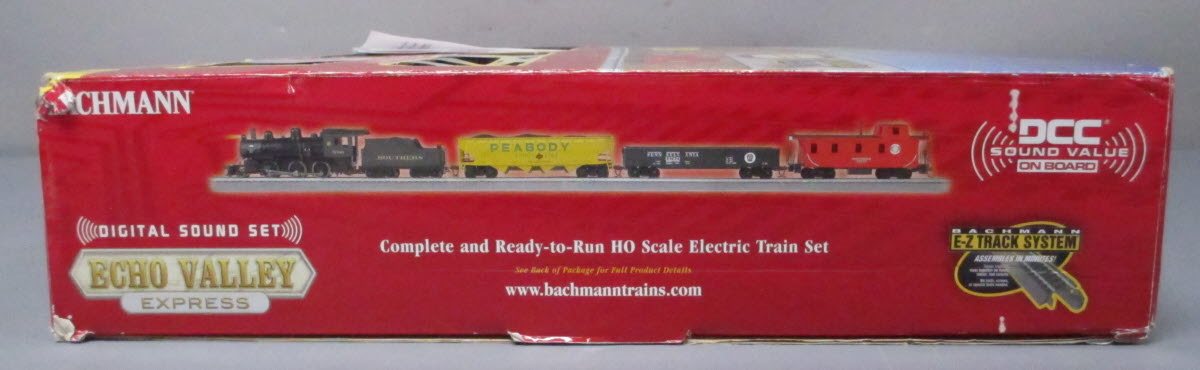 BACHMANN
SOUTHERN
PEABODY
PENNSYLVANIA
DCC
SOUND VALUE
ON BOARD
DIGITAL SOUND SET
ECHO VALLEY
EXPRESS
Complete and Ready-to-Run HO Scale Electric Train Set
See Back of Package for Full Product Details
www.bachmanntrains.com
BACHMANN
E-Z TRACK SYSTEM
ASSEMBLES IN MINUTES!